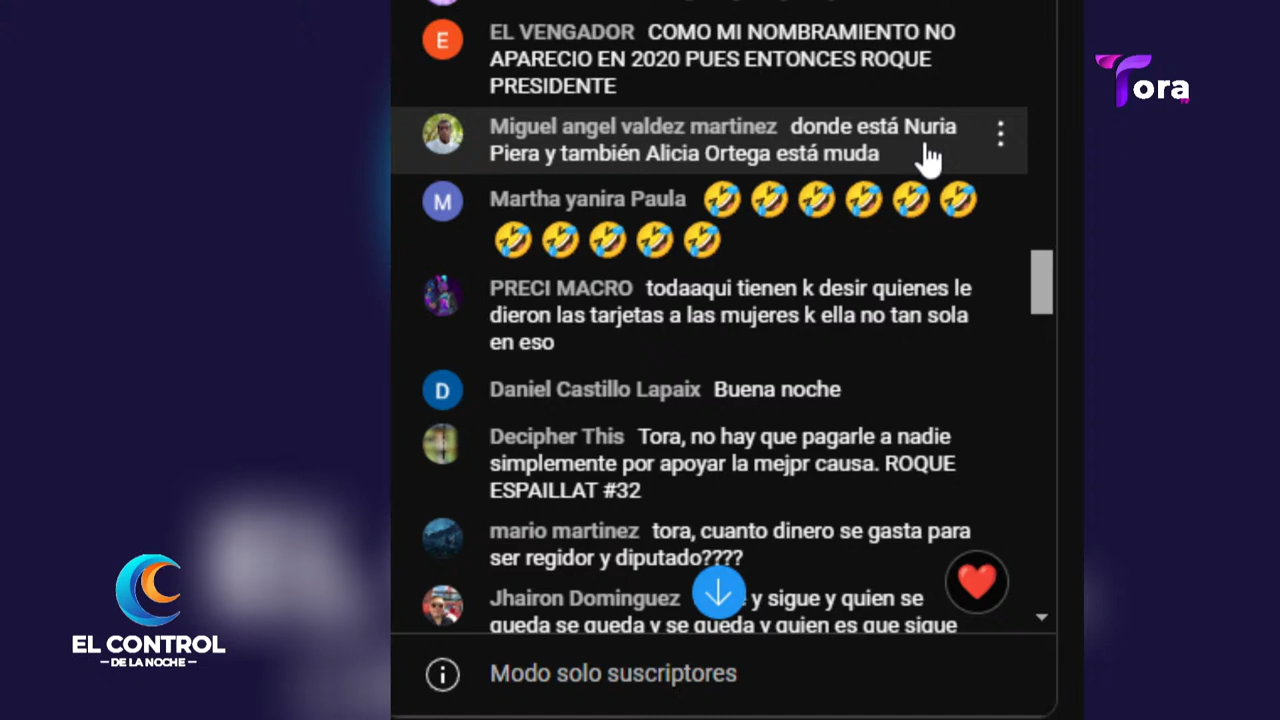 EL VENGADOR COMO MI NOMBRAMIENTO NO
APARECIO EN 2020 PUES ENTONCES ROQUE
PRESIDENTE
Miguel angel valdez martinez donde está Nuria
Piera y también Alicia Ortega está muda
Martha yanira Paula
PRECI MACRO todaaqui tienen k desir quienes le
dieron las tarjetas a las mujeres k ella no tan sola
en eso
Daniel Castillo Lapaix Buena noche
Decipher This Tora, no hay que pagarle a nadie
simplemente por apoyar la mejpr causa. ROQUE
ESPAILLAT #32
mario martinez tora, cuanto dinero se gasta para
ser regidor y diputado????
Jhairon Dominguez y sigue y quien se
queda se queda y se queda y quien es que sigue
Modo solo suscriptores
E
M
D
Tora
EL CONTROL
DE LA NOCHE